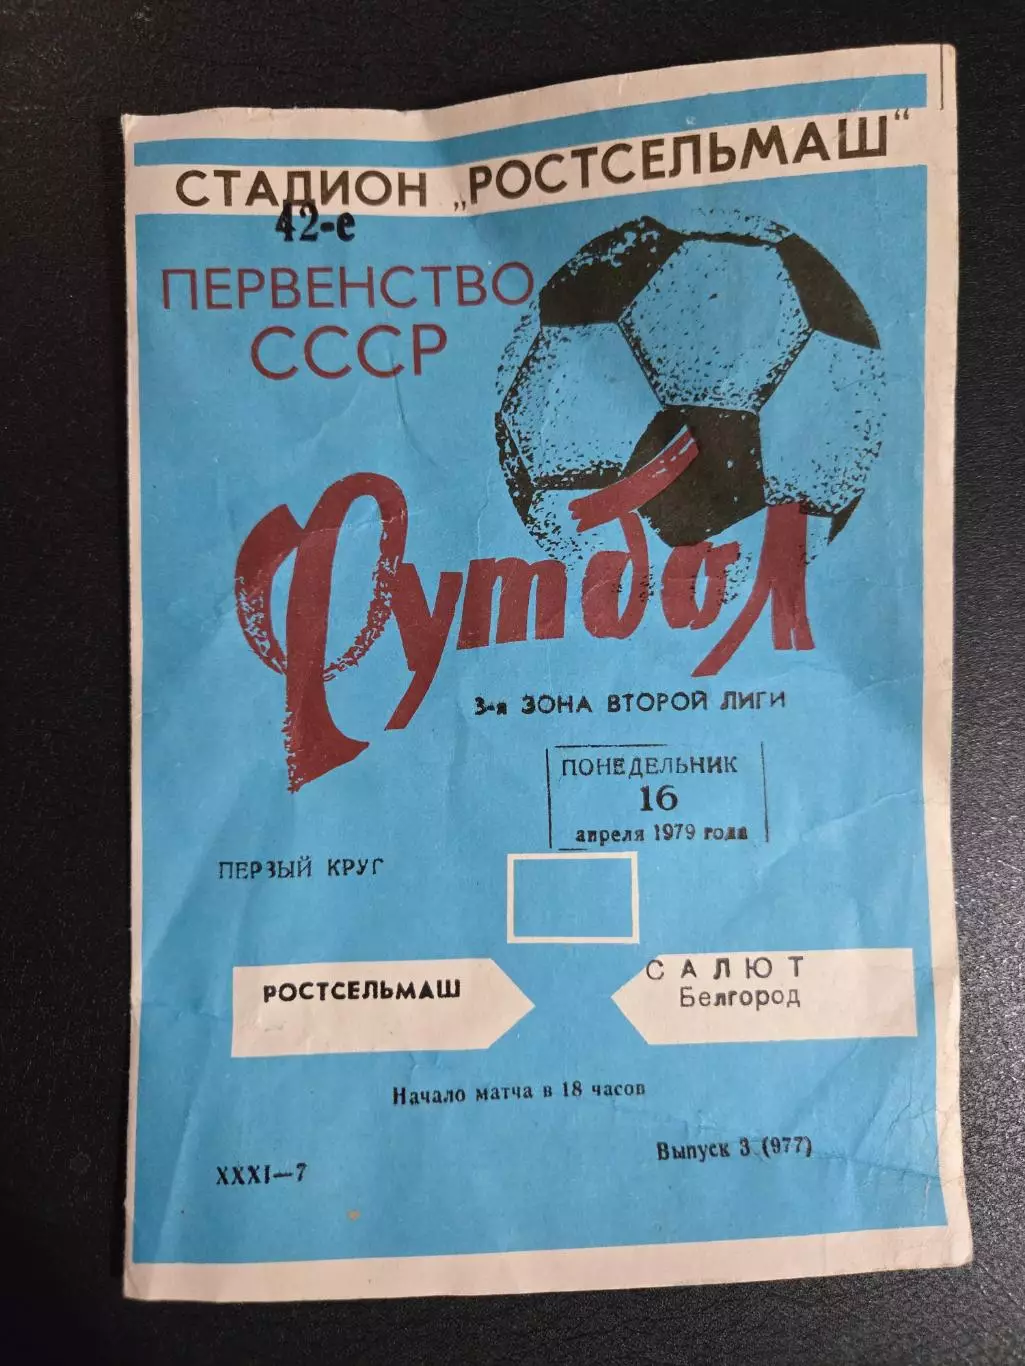 СТАДИОН „РОСТСЕЛЬМАШ“
42-е
ПЕРВЕНСТВО
СССР
Футбол
3-я ЗОНА ВТОРОЙ ЛИГИ
ПОНЕДЕЛЬНИК
16
апреля 1979 года
ПЕРЗЫЙ КРУГ
РОСТСЕЛЬМАШ
САЛЮТ
Белгород
Начало матча в 18 часов
Выпуск 3 (977)
XXXI—7